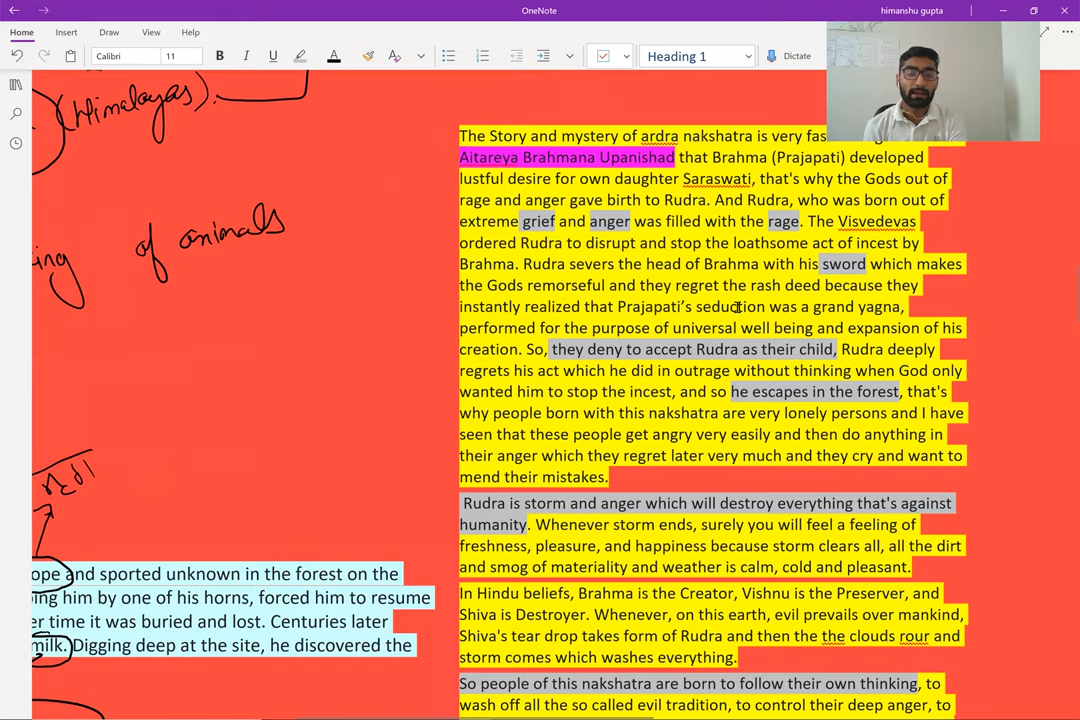 OneNote
himanshu gupta
Home Insert Draw View Help
Calibri 11 B I U A Heading 1 Dictate
(Himalayas).
ing of animals
ope and sported unknown in the forest on the
ing him by one of his horns, forced him to resume
er time it was buried and lost. Centuries later
milk. Digging deep at the site, he discovered the
The Story and mystery of ardra nakshatra is very fas
Aitareya Brahmana Upanishad that Brahma (Prajapati) developed
lustful desire for own daughter Saraswati, that's why the Gods out of
rage and anger gave birth to Rudra. And Rudra, who was born out of
extreme grief and anger was filled with the rage. The Visvedevas
ordered Rudra to disrupt and stop the loathsome act of incest by
Brahma. Rudra severs the head of Brahma with his sword which makes
the Gods remorseful and they regret the rash deed because they
instantly realized that Prajapati's seduction was a grand yagna,
performed for the purpose of universal well being and expansion of his
creation. So, they deny to accept Rudra as their child, Rudra deeply
regrets his act which he did in outrage without thinking when God only
wanted him to stop the incest, and so he escapes in the forest, that's
why people born with this nakshatra are very lonely persons and I have
seen that these people get angry very easily and then do anything in
their anger which they regret later very much and they cry and want to
mend their mistakes.
Rudra is storm and anger which will destroy everything that's against
humanity. Whenever storm ends, surely you will feel a feeling of
freshness, pleasure, and happiness because storm clears all, all the dirt
and smog of materiality and weather is calm, cold and pleasant.
In Hindu beliefs, Brahma is the Creator, Vishnu is the Preserver, and
Shiva is Destroyer. Whenever, on this earth, evil prevails over mankind,
Shiva's tear drop takes form of Rudra and then the the clouds rour and
storm comes which washes everything.
So people of this nakshatra are born to follow their own thinking, to
wash off all the so called evil tradition, to control their deep anger, to